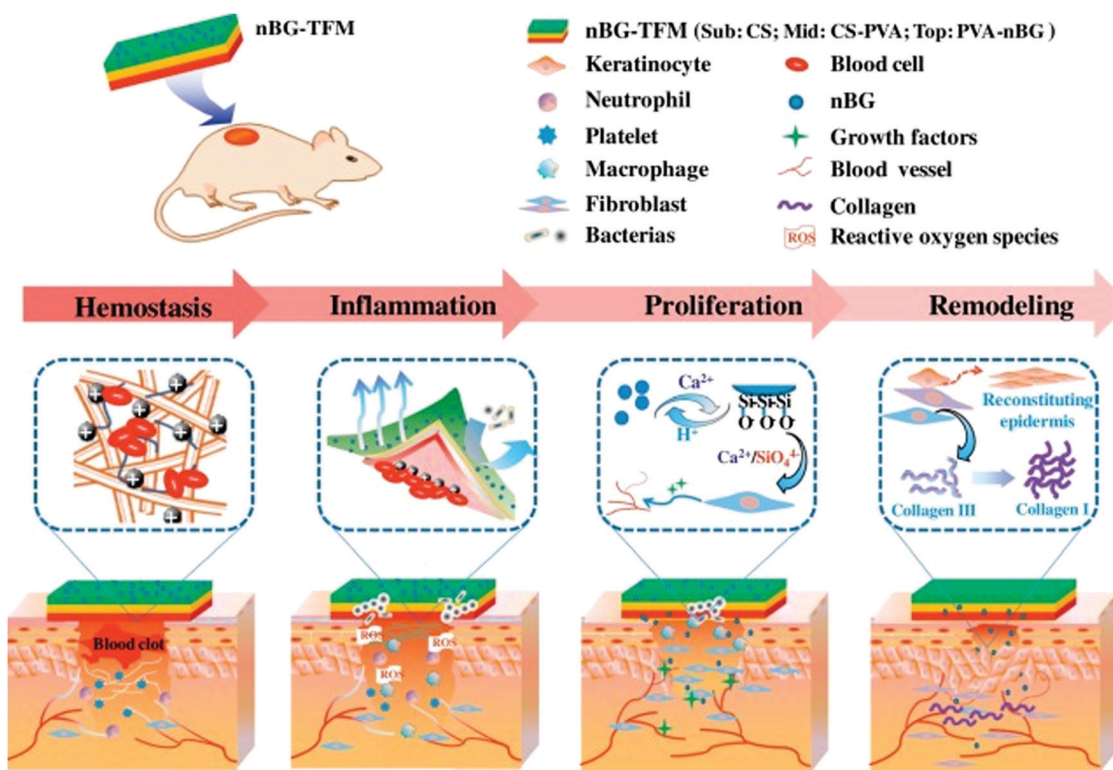 nBG-TFM
nBG-TFM (Sub: CS; Mid: CS-PVA; Top: PVA-nBG )
Keratinocyte
Blood cell
Neutrophil
nBG
Platelet
Growth factors
Macrophage
Blood vessel
Fibroblast
Collagen
Bacterias
ROS
Reactive oxygen species
Hemostasis
Inflammation
Proliferation
Remodeling
+
+
+
+
+
+
Ca²⁺
H⁺
Si-Si-Si
O O O
Ca²⁺/SiO₄⁴⁻
Reconstituting
epidermis
Collagen III
Collagen I
Blood clot
ROS
ROS
ROS